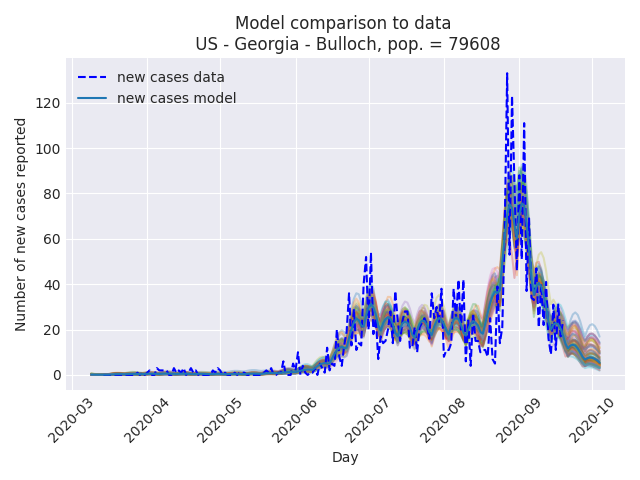 Model comparison to data
US - Georgia - Bulloch, pop. = 79608
new cases data
new cases model
Number of new cases reported
120
100
80
60
40
20
0
2020-03
2020-04
2020-05
2020-06
2020-07
2020-08
2020-09
2020-10
Day